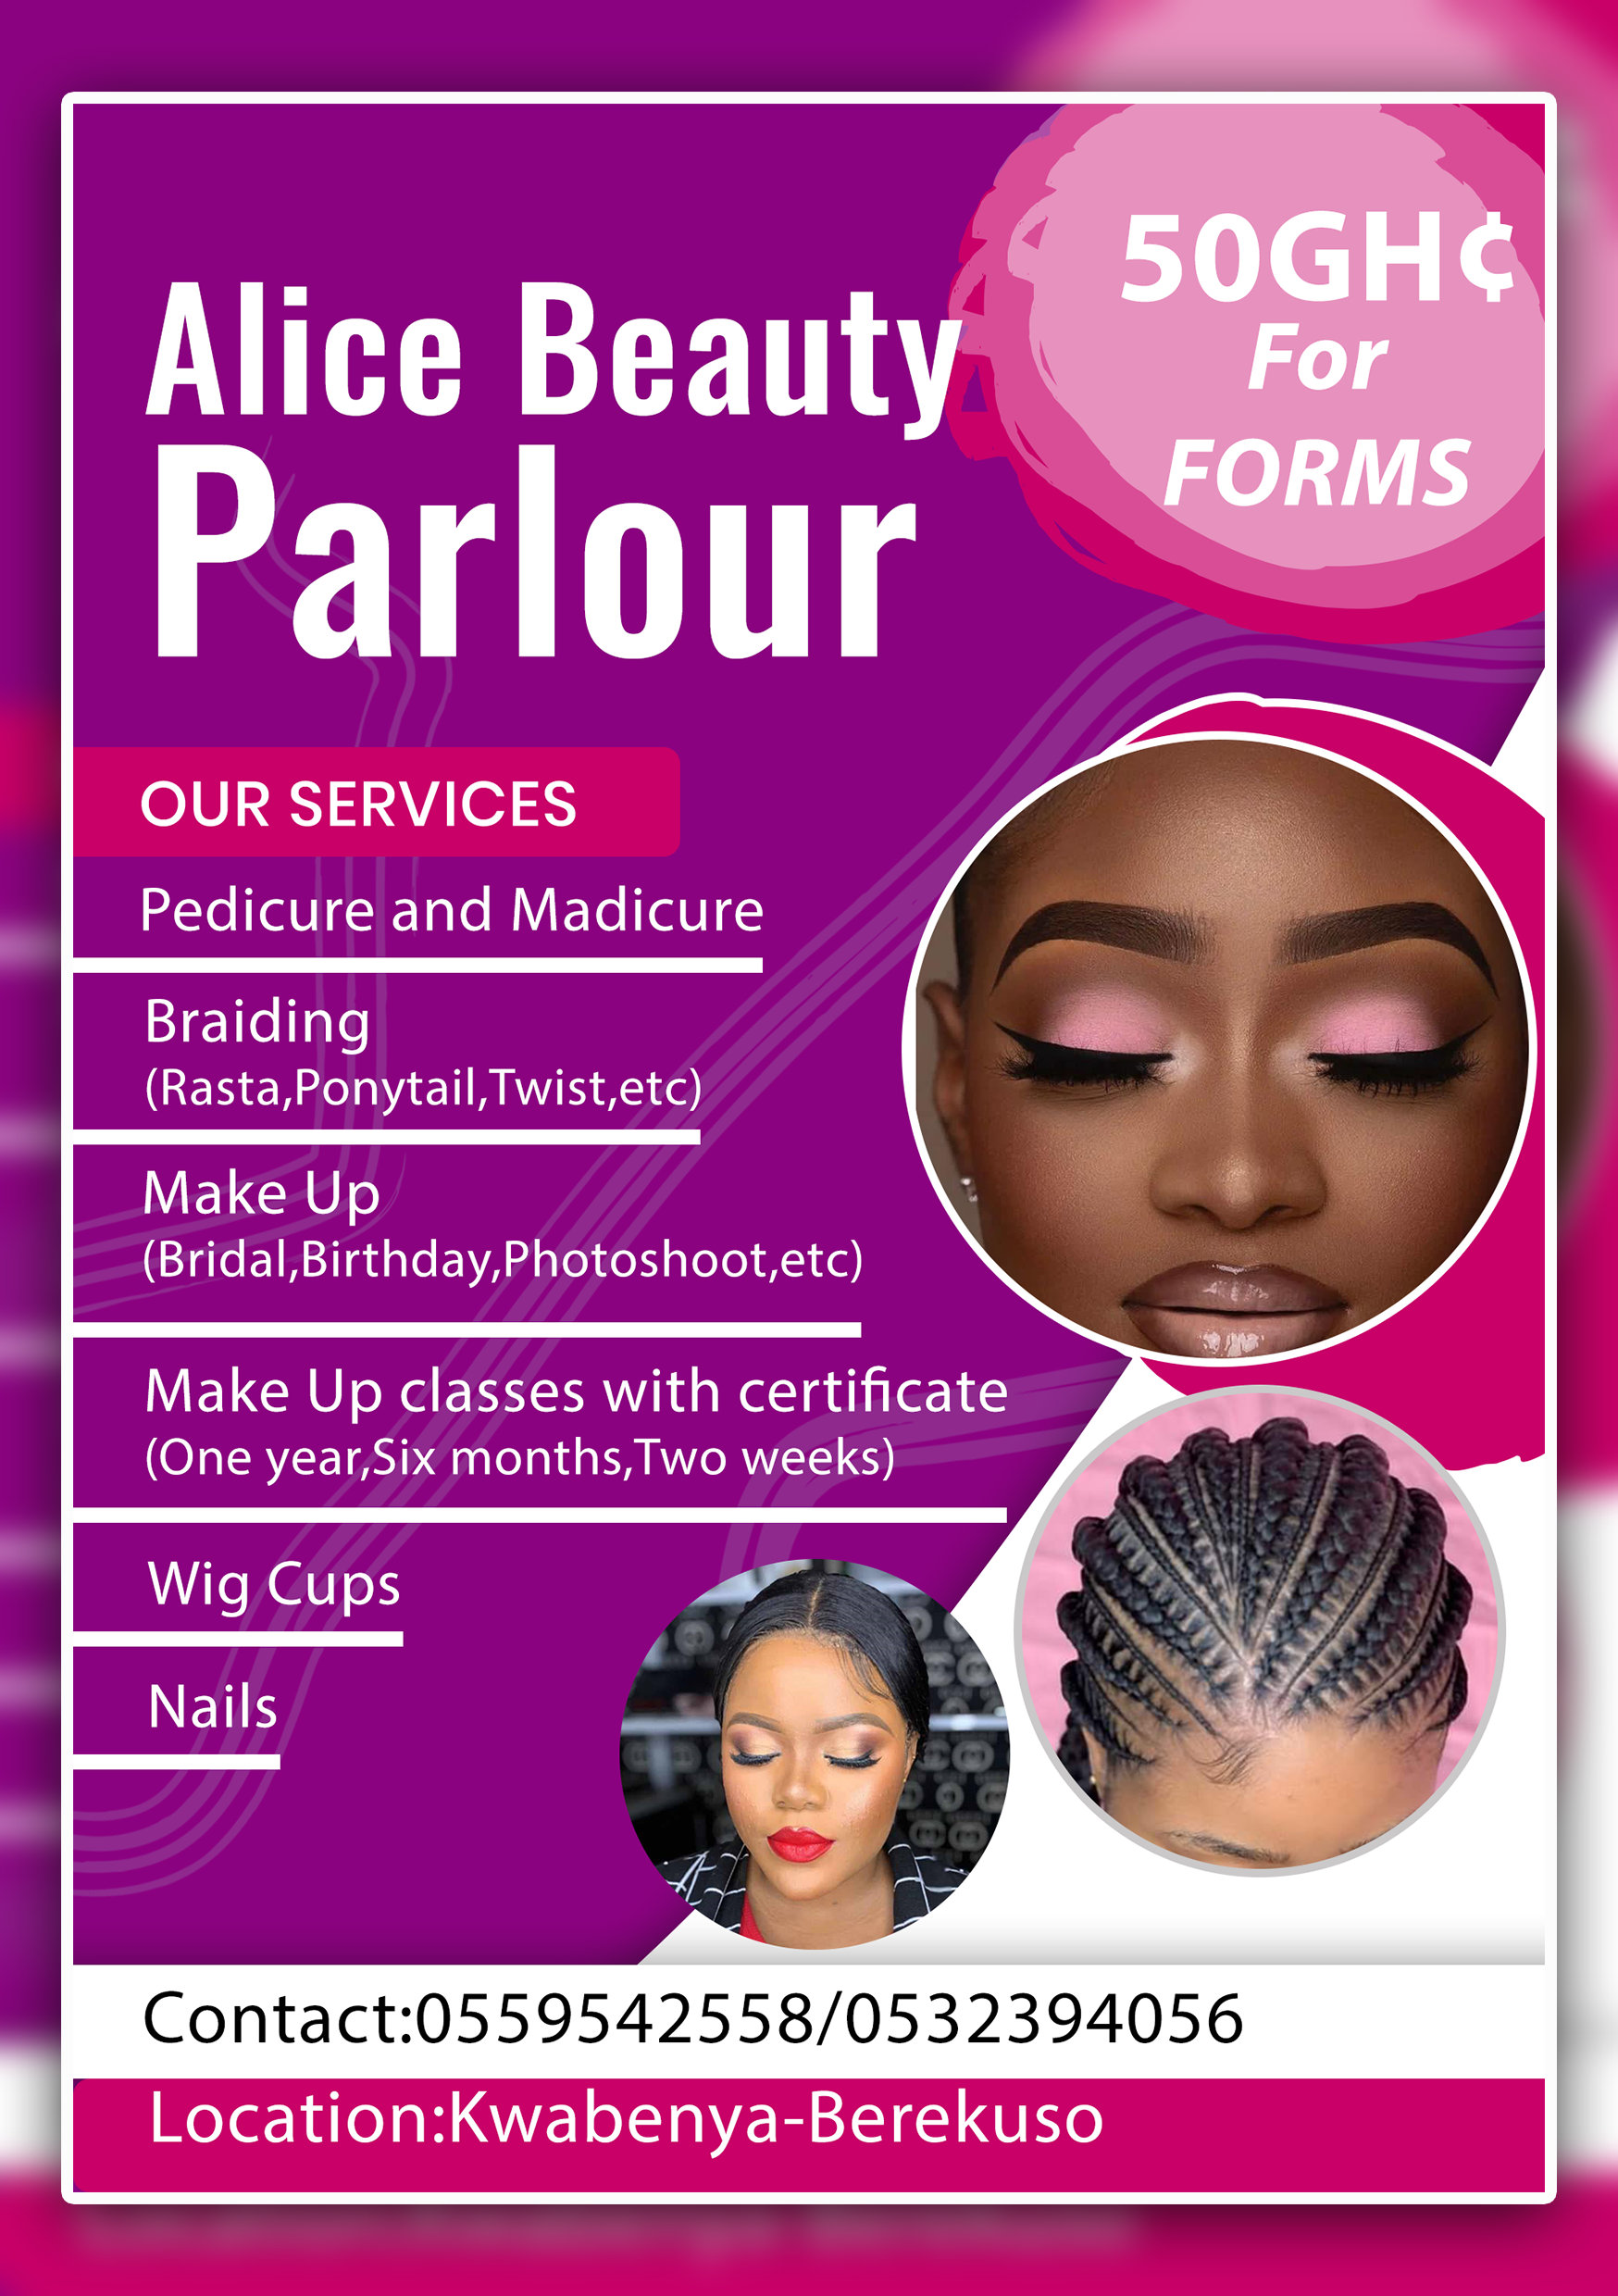 Alice Beauty
Parlour
50GH¢
For
FORMS
OUR SERVICES
Pedicure and Madicure
Braiding
(Rasta,Ponytail,Twist,etc)
Make Up
(Bridal,Birthday,Photoshoot,etc)
Make Up classes with certificate
(One year,Six months,Two weeks)
Wig Cups
Nails
Contact:0559542558/0532394056
Location:Kwabenya-Berekuso